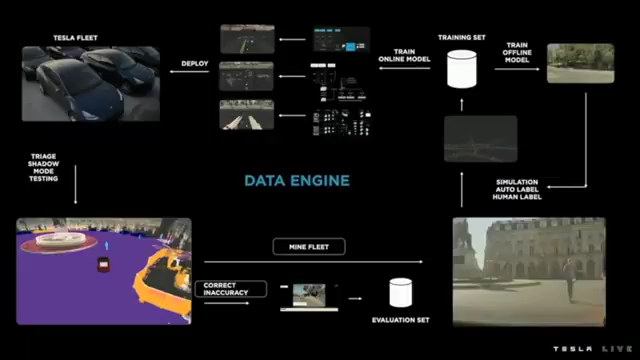 TESLA FLEET
DEPLOY
TRAIN
ONLINE MODEL
TRAINING SET
TRAIN
OFFLINE
MODEL
TRIAGE
SHADOW
MODE
TESTING
DATA ENGINE
SIMULATION
AUTO LABEL
HUMAN LABEL
MINE FLEET
CORRECT
INACCURACY
EVALUATION SET
TESLA LIVE